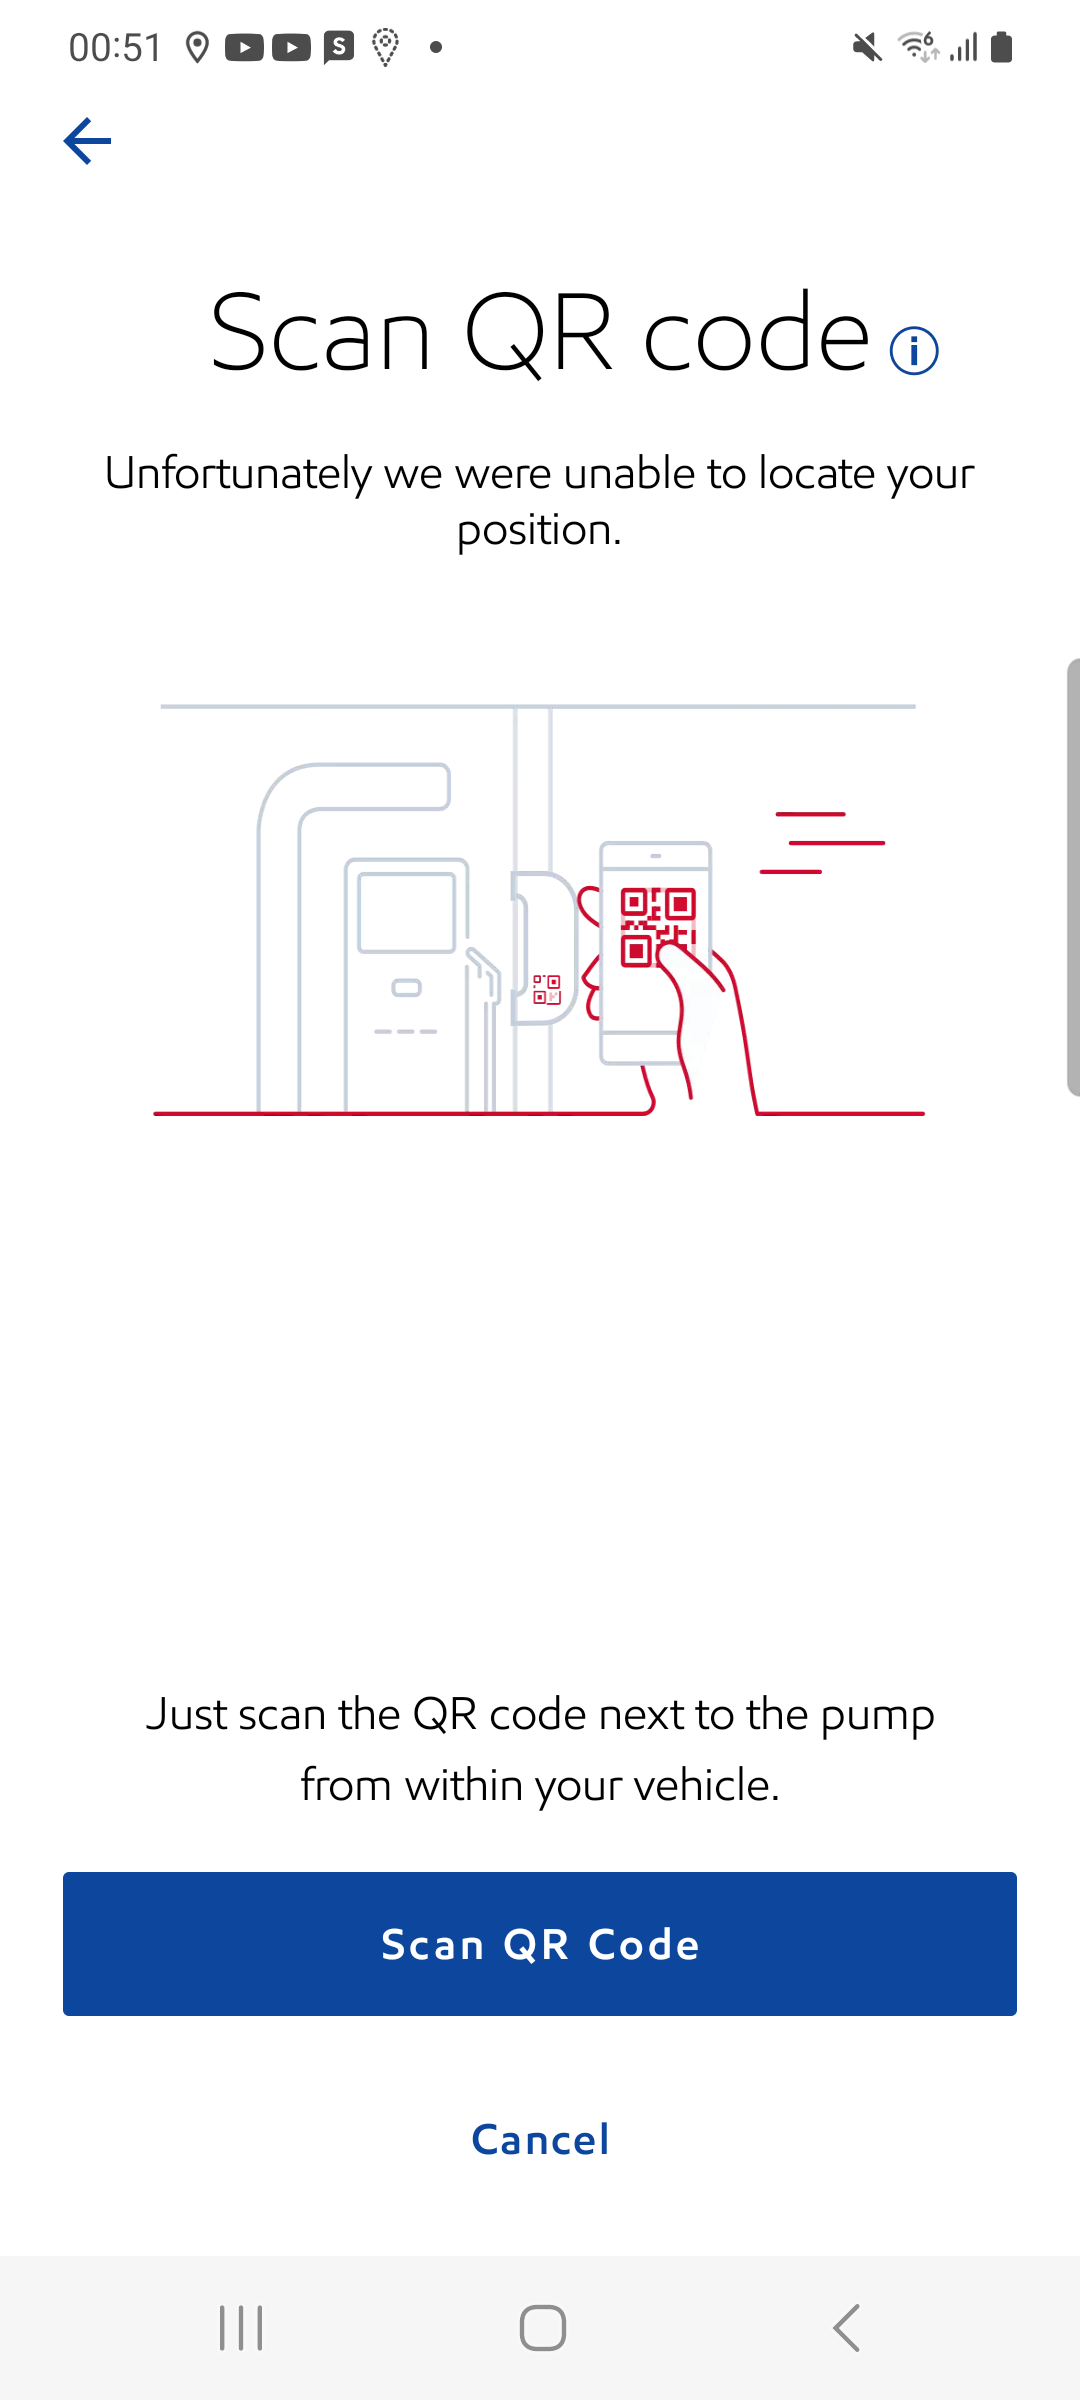 00:51
Scan QR code
Unfortunately we were unable to locate your
position.
Just scan the QR code next to the pump
from within your vehicle.
Scan QR Code
Cancel